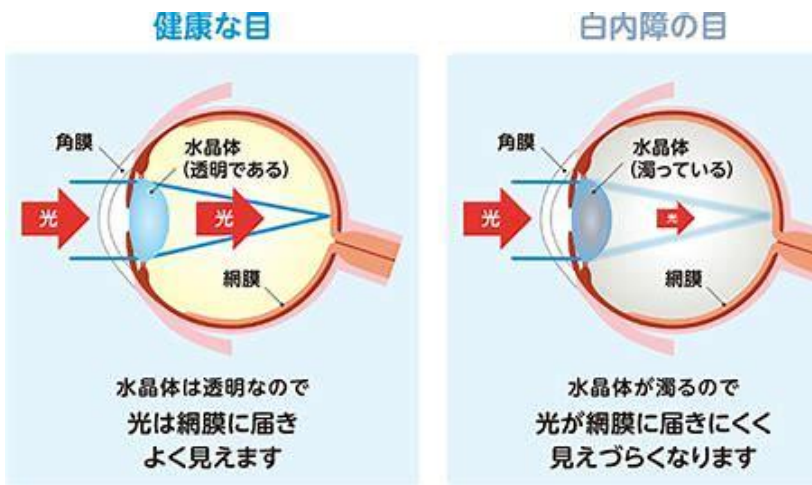 健康な目
角膜
水晶体
(透明である)
光
光
網膜
水晶体は透明なので
光は網膜に届き
よく見えます
白内障の目
角膜
水晶体
(濁っている)
光
光
網膜
水晶体が濁るので
光が網膜に届きにくく
見えづらくなります